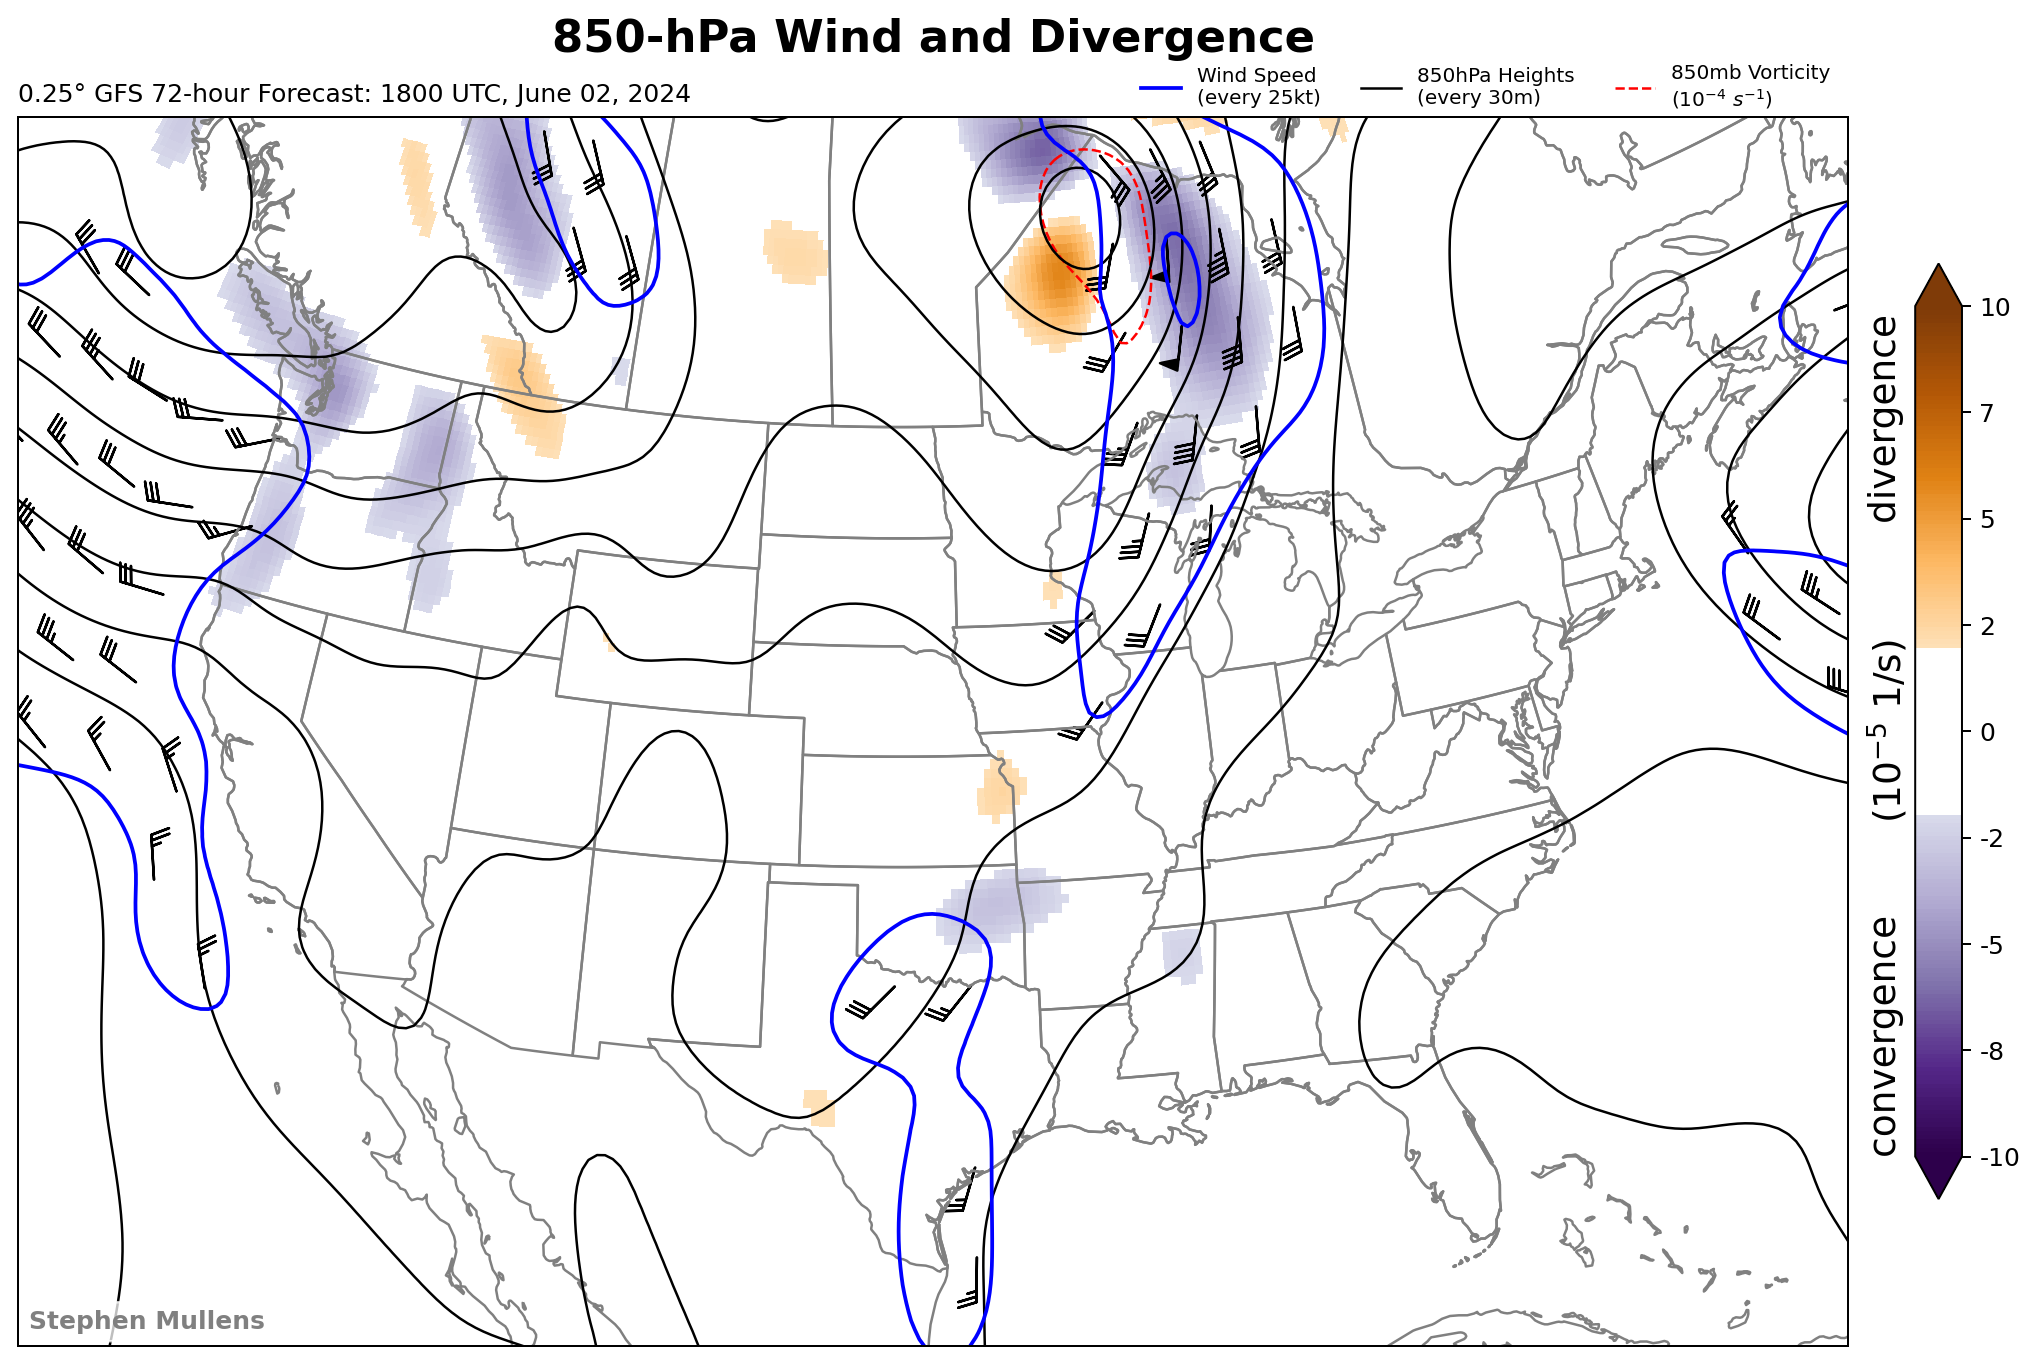 850-hPa Wind and Divergence
0.25° GFS 72-hour Forecast: 1800 UTC, June 02, 2024
Wind Speed
(every 25kt)
850hPa Heights
(every 30m)
850mb Vorticity
(10⁻⁴ s⁻¹)
convergence (10⁻⁵ 1/s) divergence
10
7
5
2
0
-2
-5
-8
-10
Stephen Mullens